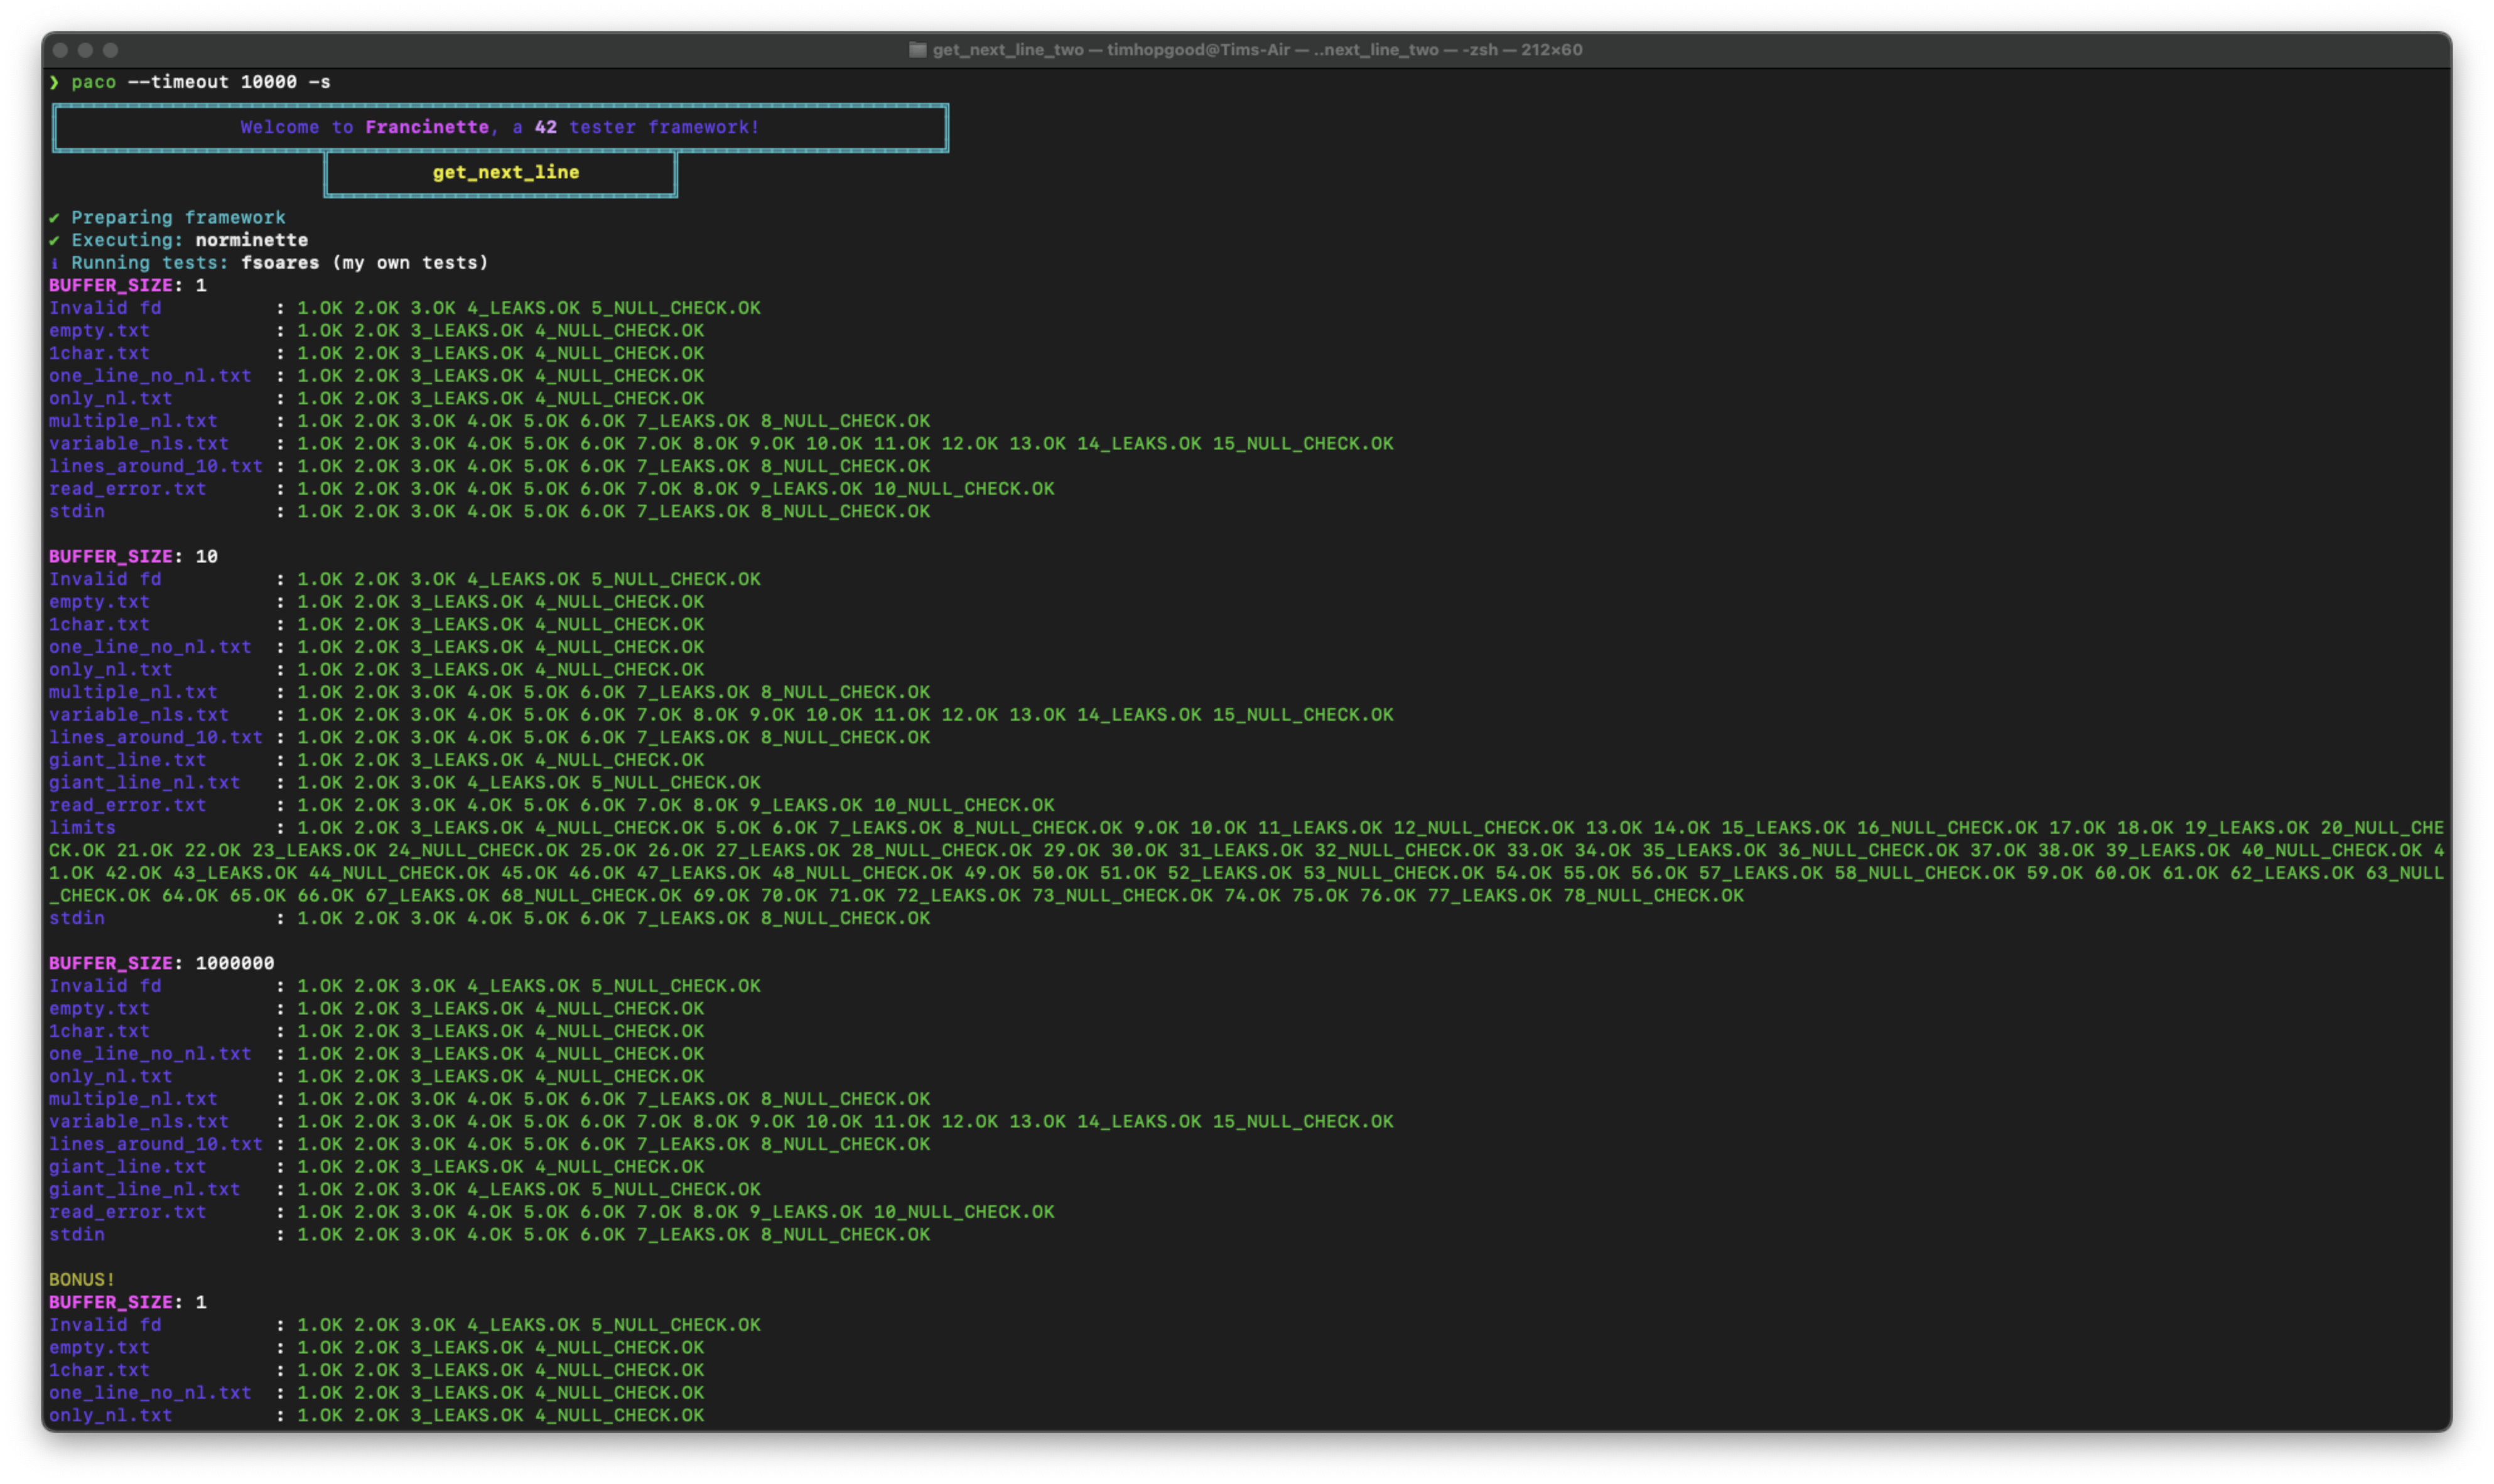 get_next_line_two — timhopgood@Tims-Air — ..next_line_two — -zsh — 212×60
❯ paco --timeout 10000 -s
Welcome to Francinette, a 42 tester framework!
get_next_line
✔ Preparing framework
✔ Executing: norminette
ℹ Running tests: fsoares (my own tests)
BUFFER_SIZE: 1
Invalid fd          : 1.OK 2.OK 3.OK 4_LEAKS.OK 5_NULL_CHECK.OK
empty.txt           : 1.OK 2.OK 3_LEAKS.OK 4_NULL_CHECK.OK
1char.txt           : 1.OK 2.OK 3_LEAKS.OK 4_NULL_CHECK.OK
one_line_no_nl.txt  : 1.OK 2.OK 3_LEAKS.OK 4_NULL_CHECK.OK
only_nl.txt         : 1.OK 2.OK 3_LEAKS.OK 4_NULL_CHECK.OK
multiple_nl.txt     : 1.OK 2.OK 3.OK 4.OK 5.OK 6.OK 7_LEAKS.OK 8_NULL_CHECK.OK
variable_nls.txt    : 1.OK 2.OK 3.OK 4.OK 5.OK 6.OK 7.OK 8.OK 9.OK 10.OK 11.OK 12.OK 13.OK 14_LEAKS.OK 15_NULL_CHECK.OK
lines_around_10.txt : 1.OK 2.OK 3.OK 4.OK 5.OK 6.OK 7_LEAKS.OK 8_NULL_CHECK.OK
read_error.txt      : 1.OK 2.OK 3.OK 4.OK 5.OK 6.OK 7.OK 8.OK 9_LEAKS.OK 10_NULL_CHECK.OK
stdin               : 1.OK 2.OK 3.OK 4.OK 5.OK 6.OK 7_LEAKS.OK 8_NULL_CHECK.OK
BUFFER_SIZE: 10
Invalid fd          : 1.OK 2.OK 3.OK 4_LEAKS.OK 5_NULL_CHECK.OK
empty.txt           : 1.OK 2.OK 3_LEAKS.OK 4_NULL_CHECK.OK
1char.txt           : 1.OK 2.OK 3_LEAKS.OK 4_NULL_CHECK.OK
one_line_no_nl.txt  : 1.OK 2.OK 3_LEAKS.OK 4_NULL_CHECK.OK
only_nl.txt         : 1.OK 2.OK 3_LEAKS.OK 4_NULL_CHECK.OK
multiple_nl.txt     : 1.OK 2.OK 3.OK 4.OK 5.OK 6.OK 7_LEAKS.OK 8_NULL_CHECK.OK
variable_nls.txt    : 1.OK 2.OK 3.OK 4.OK 5.OK 6.OK 7.OK 8.OK 9.OK 10.OK 11.OK 12.OK 13.OK 14_LEAKS.OK 15_NULL_CHECK.OK
lines_around_10.txt : 1.OK 2.OK 3.OK 4.OK 5.OK 6.OK 7_LEAKS.OK 8_NULL_CHECK.OK
giant_line.txt      : 1.OK 2.OK 3_LEAKS.OK 4_NULL_CHECK.OK
giant_line_nl.txt   : 1.OK 2.OK 3.OK 4_LEAKS.OK 5_NULL_CHECK.OK
read_error.txt      : 1.OK 2.OK 3.OK 4.OK 5.OK 6.OK 7.OK 8.OK 9_LEAKS.OK 10_NULL_CHECK.OK
limits              : 1.OK 2.OK 3_LEAKS.OK 4_NULL_CHECK.OK 5.OK 6.OK 7_LEAKS.OK 8_NULL_CHECK.OK 9.OK 10.OK 11_LEAKS.OK 12_NULL_CHECK.OK 13.OK 14.OK 15_LEAKS.OK 16_NULL_CHECK.OK 17.OK 18.OK 19_LEAKS.OK 20_NULL_CHE
CK.OK 21.OK 22.OK 23_LEAKS.OK 24_NULL_CHECK.OK 25.OK 26.OK 27_LEAKS.OK 28_NULL_CHECK.OK 29.OK 30.OK 31_LEAKS.OK 32_NULL_CHECK.OK 33.OK 34.OK 35_LEAKS.OK 36_NULL_CHECK.OK 37.OK 38.OK 39_LEAKS.OK 40_NULL_CHECK.OK 4
1.OK 42.OK 43_LEAKS.OK 44_NULL_CHECK.OK 45.OK 46.OK 47_LEAKS.OK 48_NULL_CHECK.OK 49.OK 50.OK 51.OK 52_LEAKS.OK 53_NULL_CHECK.OK 54.OK 55.OK 56.OK 57_LEAKS.OK 58_NULL_CHECK.OK 59.OK 60.OK 61.OK 62_LEAKS.OK 63_NULL
_CHECK.OK 64.OK 65.OK 66.OK 67_LEAKS.OK 68_NULL_CHECK.OK 69.OK 70.OK 71.OK 72_LEAKS.OK 73_NULL_CHECK.OK 74.OK 75.OK 76.OK 77_LEAKS.OK 78_NULL_CHECK.OK
stdin               : 1.OK 2.OK 3.OK 4.OK 5.OK 6.OK 7_LEAKS.OK 8_NULL_CHECK.OK
BUFFER_SIZE: 1000000
Invalid fd          : 1.OK 2.OK 3.OK 4_LEAKS.OK 5_NULL_CHECK.OK
empty.txt           : 1.OK 2.OK 3_LEAKS.OK 4_NULL_CHECK.OK
1char.txt           : 1.OK 2.OK 3_LEAKS.OK 4_NULL_CHECK.OK
one_line_no_nl.txt  : 1.OK 2.OK 3_LEAKS.OK 4_NULL_CHECK.OK
only_nl.txt         : 1.OK 2.OK 3_LEAKS.OK 4_NULL_CHECK.OK
multiple_nl.txt     : 1.OK 2.OK 3.OK 4.OK 5.OK 6.OK 7_LEAKS.OK 8_NULL_CHECK.OK
variable_nls.txt    : 1.OK 2.OK 3.OK 4.OK 5.OK 6.OK 7.OK 8.OK 9.OK 10.OK 11.OK 12.OK 13.OK 14_LEAKS.OK 15_NULL_CHECK.OK
lines_around_10.txt : 1.OK 2.OK 3.OK 4.OK 5.OK 6.OK 7_LEAKS.OK 8_NULL_CHECK.OK
giant_line.txt      : 1.OK 2.OK 3_LEAKS.OK 4_NULL_CHECK.OK
giant_line_nl.txt   : 1.OK 2.OK 3.OK 4_LEAKS.OK 5_NULL_CHECK.OK
read_error.txt      : 1.OK 2.OK 3.OK 4.OK 5.OK 6.OK 7.OK 8.OK 9_LEAKS.OK 10_NULL_CHECK.OK
stdin               : 1.OK 2.OK 3.OK 4.OK 5.OK 6.OK 7_LEAKS.OK 8_NULL_CHECK.OK
BONUS!
BUFFER_SIZE: 1
Invalid fd          : 1.OK 2.OK 3.OK 4_LEAKS.OK 5_NULL_CHECK.OK
empty.txt           : 1.OK 2.OK 3_LEAKS.OK 4_NULL_CHECK.OK
1char.txt           : 1.OK 2.OK 3_LEAKS.OK 4_NULL_CHECK.OK
one_line_no_nl.txt  : 1.OK 2.OK 3_LEAKS.OK 4_NULL_CHECK.OK
only_nl.txt         : 1.OK 2.OK 3_LEAKS.OK 4_NULL_CHECK.OK